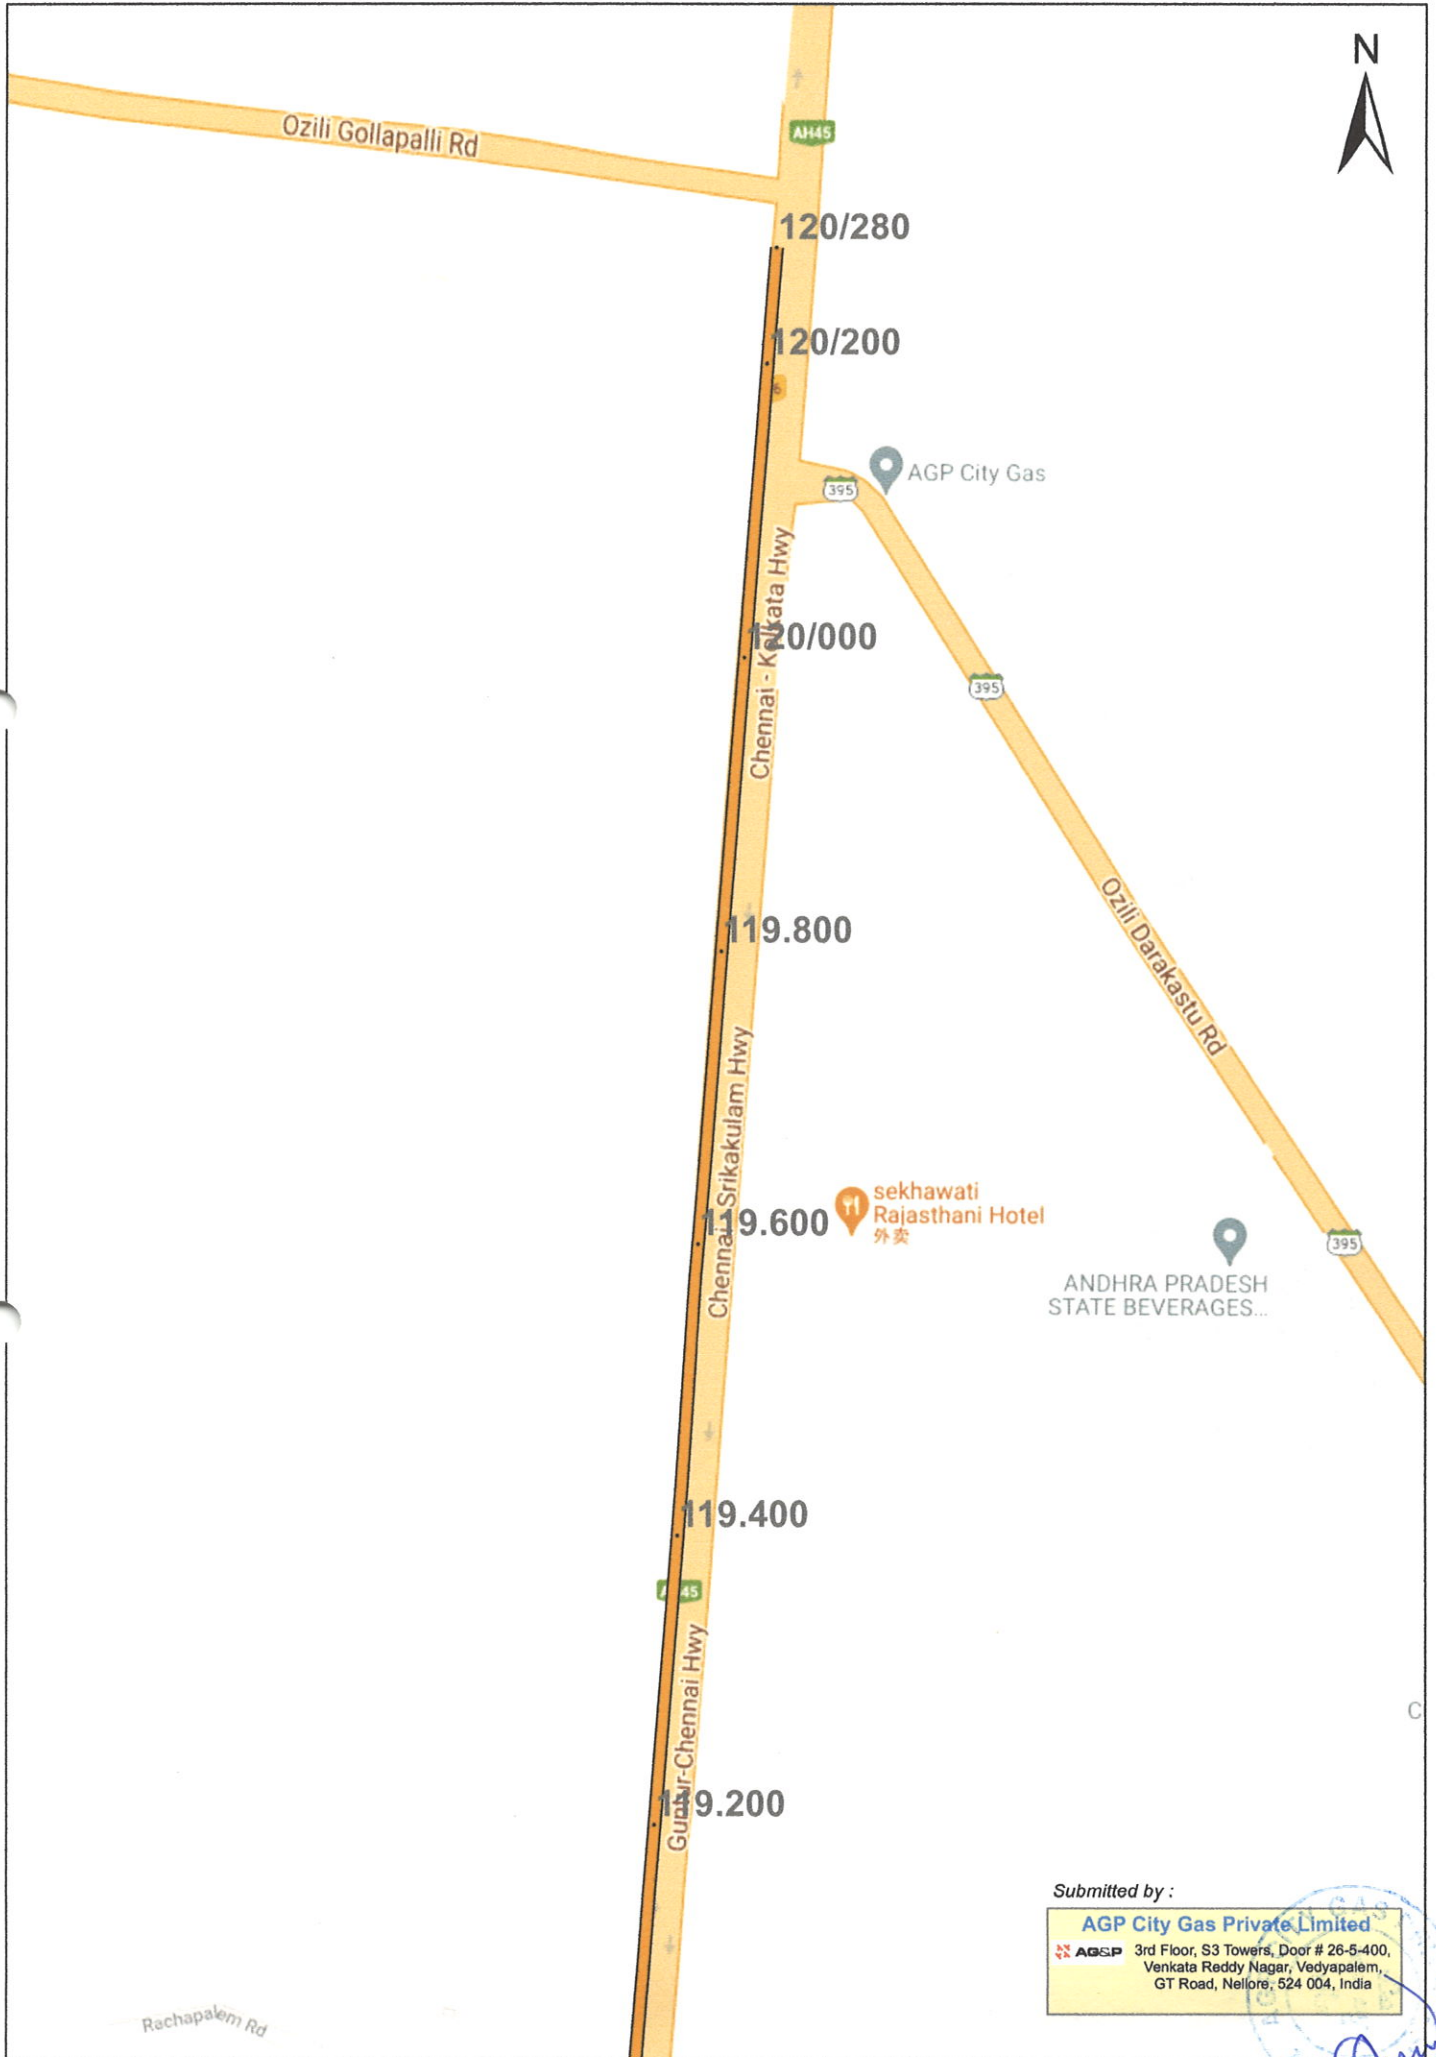 N
Ozili Gollapalli Rd
AH45
120/280
120/200
6
AGP City Gas
395
Chennai - Kolkata Hwy
120/000
395
Ozili Darakastu Rd
119.800
Chennai - Srikakulam Hwy
sekhawati
Rajasthani Hotel
外卖
119.600
395
ANDHRA PRADESH
STATE BEVERAGES...
119.400
AH45
Guntur-Chennai Hwy
C
119.200
Submitted by :
AGP City Gas Private Limited
AG&P
3rd Floor, S3 Towers, Door # 26-5-400,
Venkata Reddy Nagar, Vedyapalem,
GT Road, Nellore, 524 004, India
Rachapalem Rd